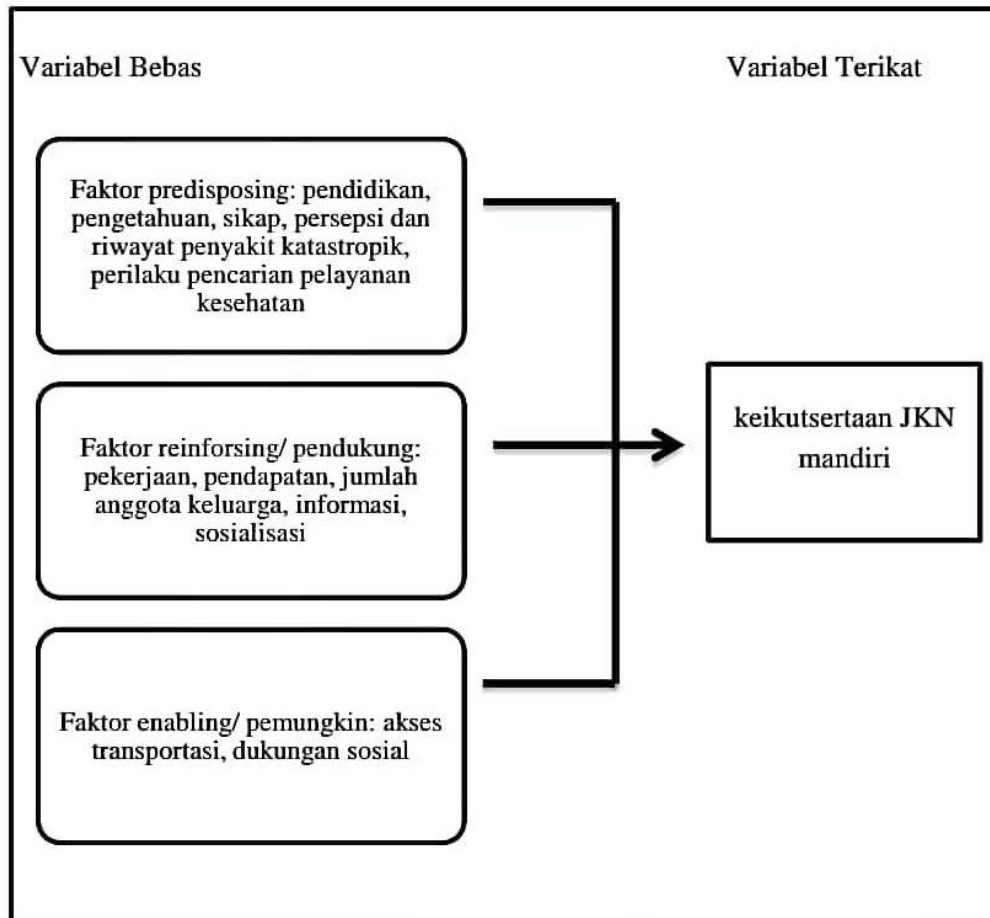 Variabel Bebas
Variabel Terikat
Faktor predisposing: pendidikan,
pengetahuan, sikap, persepsi dan
riwayat penyakit katastropik,
perilaku pencarian pelayanan
kesehatan
Faktor reinforsing/ pendukung:
pekerjaan, pendapatan, jumlah
anggota keluarga, informasi,
sosialisasi
Faktor enabling/ pemungkin: akses
transportasi, dukungan sosial
keikutsertaan JKN
mandiri